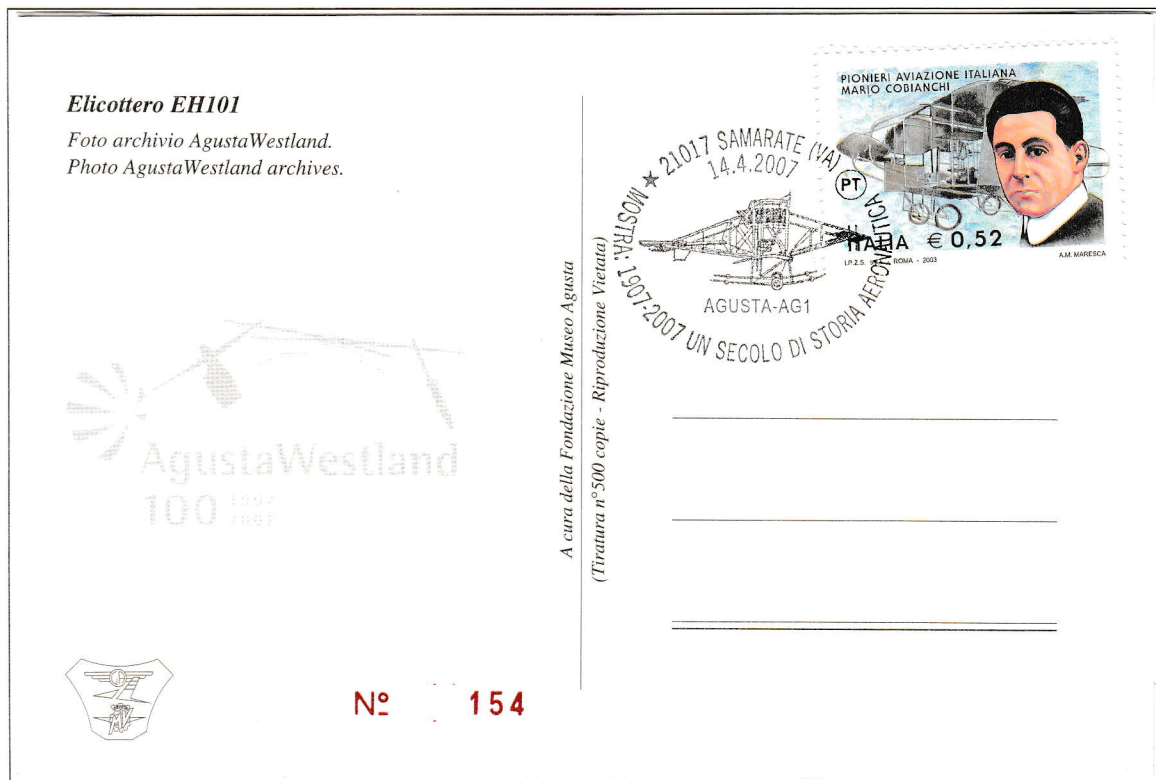 Elicottero EH101
Foto archivio AgustaWestland.
Photo AgustaWestland archives.
AgustaWestland
100 1907
2007
Nº 154
A cura della Fondazione Museo Agusta
(Tiratura n°500 copie - Riproduzione Vietata)
★ 21017 SAMARATE (VA)
14.4.2007
AGUSTA-AG1
MOSTRA: 1907-2007 UN SECOLO DI STORIA AERONAUTICA
PT
PIONIERI AVIAZIONE ITALIANA
MARIO COBIANCHI
ITALIA € 0,52
I.P.Z.S. ROMA - 2003
A.M. MARESCA
MV